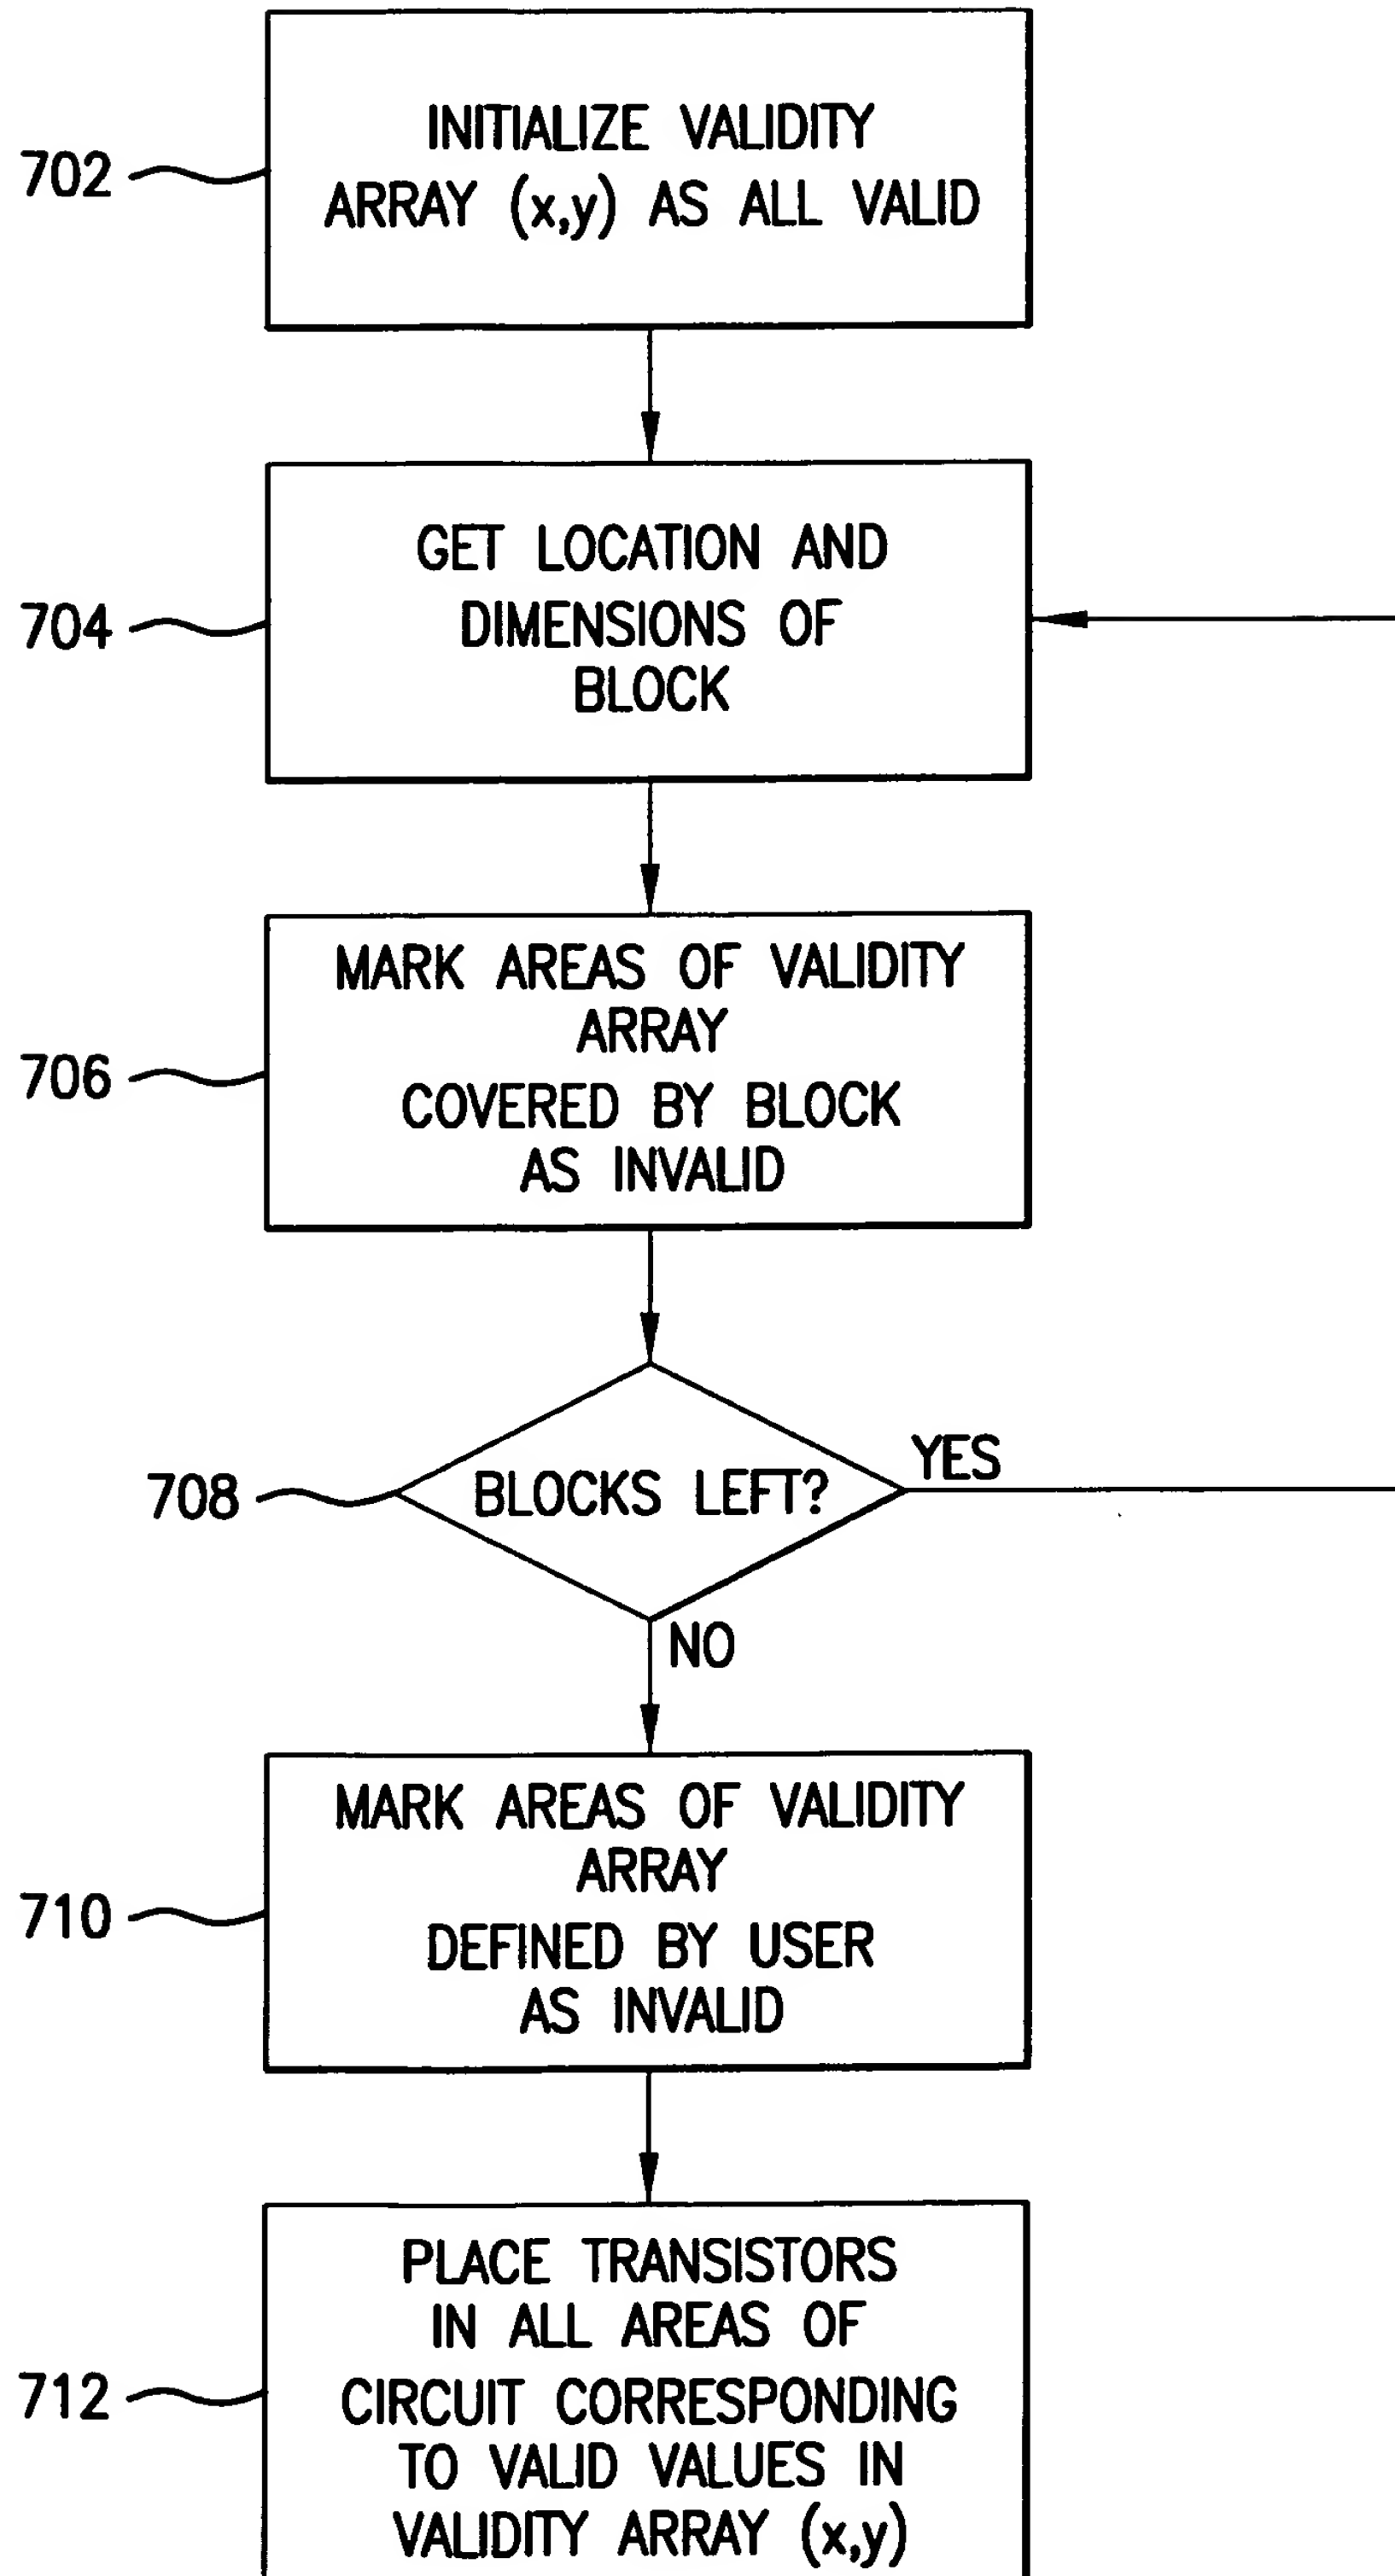 702
INITIALIZE VALIDITY
ARRAY (x,y) AS ALL VALID
704
GET LOCATION AND
DIMENSIONS OF
BLOCK
706
MARK AREAS OF VALIDITY
ARRAY
COVERED BY BLOCK
AS INVALID
708
BLOCKS LEFT?
YES
NO
710
MARK AREAS OF VALIDITY
ARRAY
DEFINED BY USER
AS INVALID
712
PLACE TRANSISTORS
IN ALL AREAS OF
CIRCUIT CORRESPONDING
TO VALID VALUES IN
VALIDITY ARRAY (x,y)